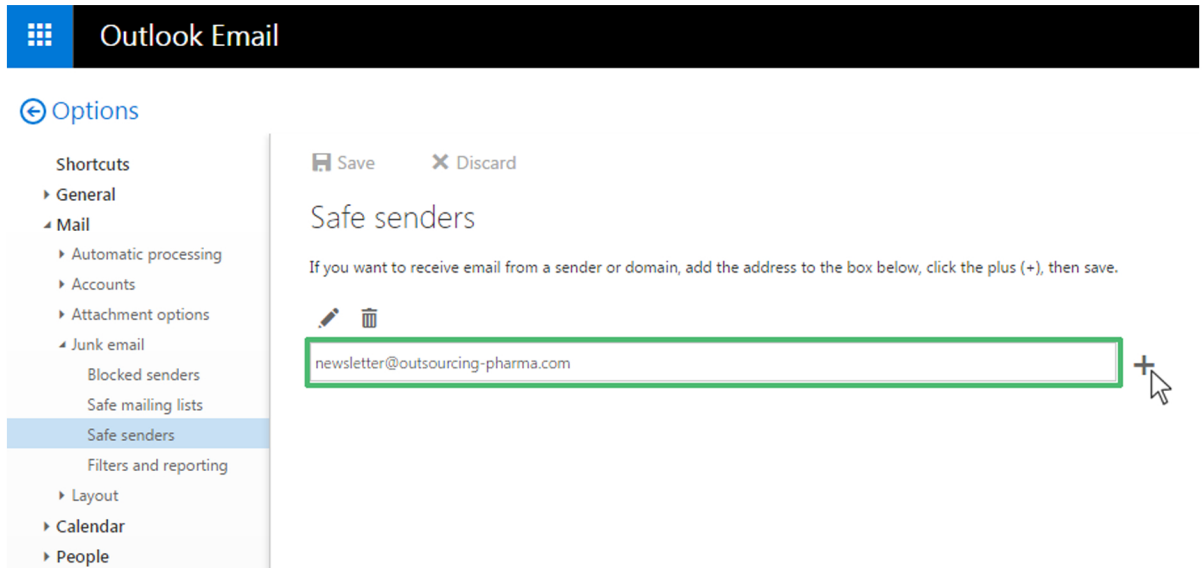 Outlook Email
Options
Shortcuts
General
Mail
Automatic processing
Accounts
Attachment options
Junk email
Blocked senders
Safe mailing lists
Safe senders
Filters and reporting
Layout
Calendar
People
Save Discard
Safe senders
If you want to receive email from a sender or domain, add the address to the box below, click the plus (+), then save.
newsletter@outsourcing-pharma.com